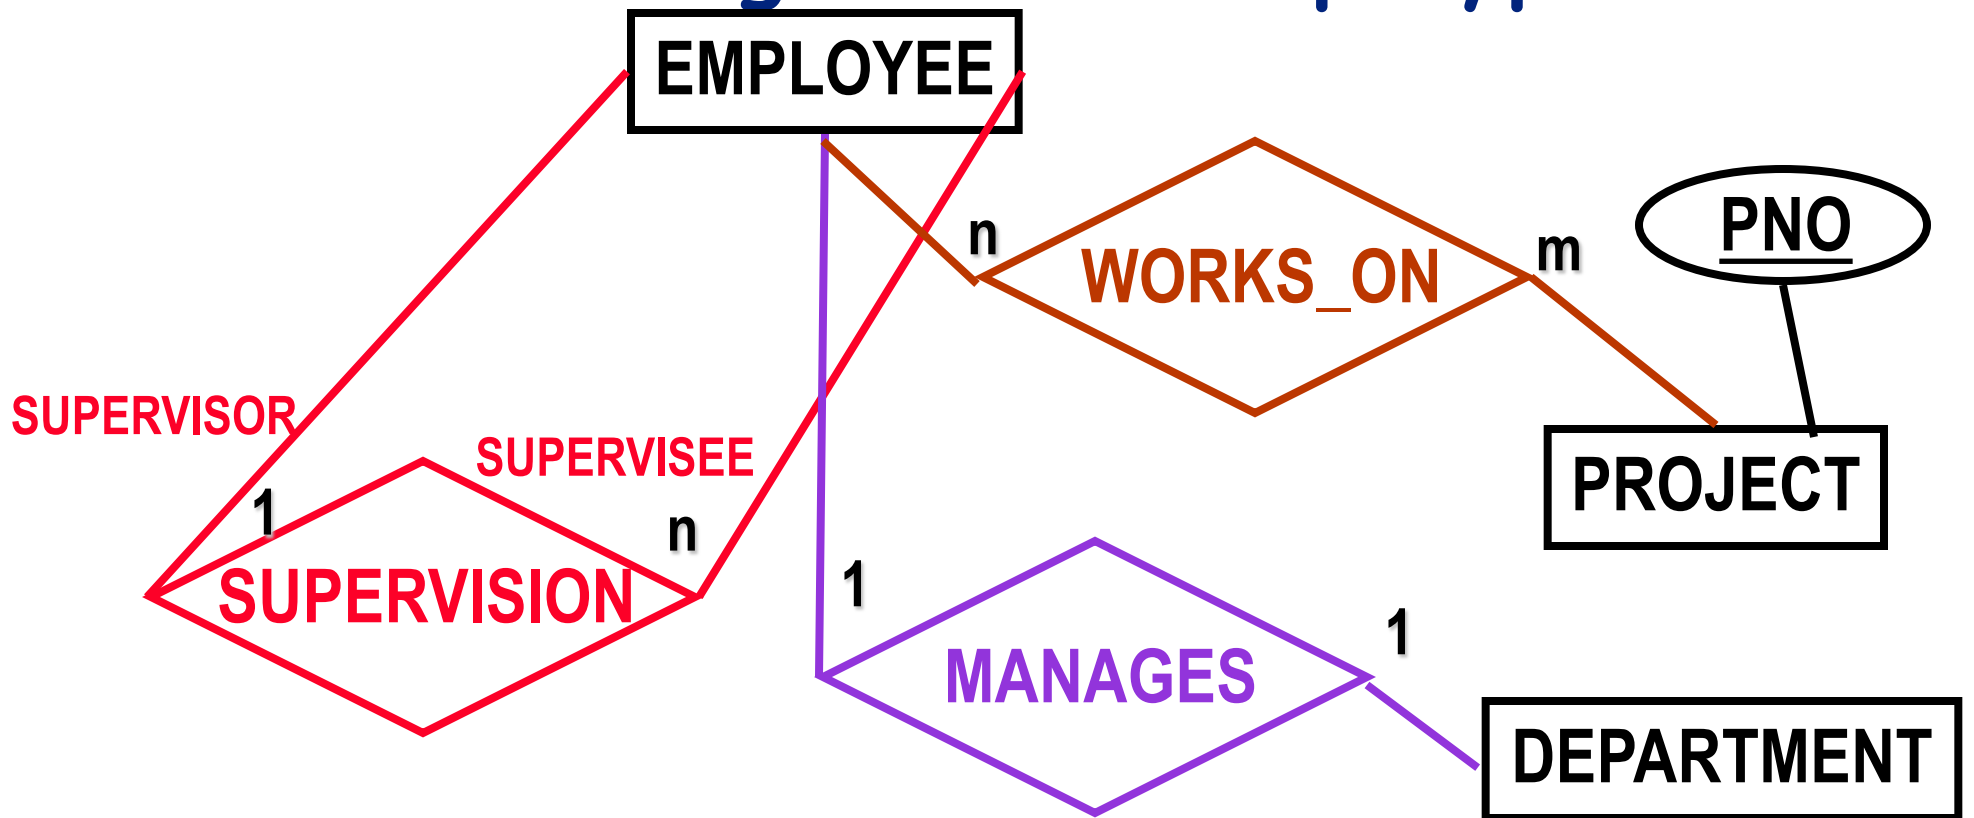 EMPLOYEE
PNO
n
WORKS_ON
m
SUPERVISOR
SUPERVISEE
PROJECT
1
n
SUPERVISION
1
1
MANAGES
DEPARTMENT